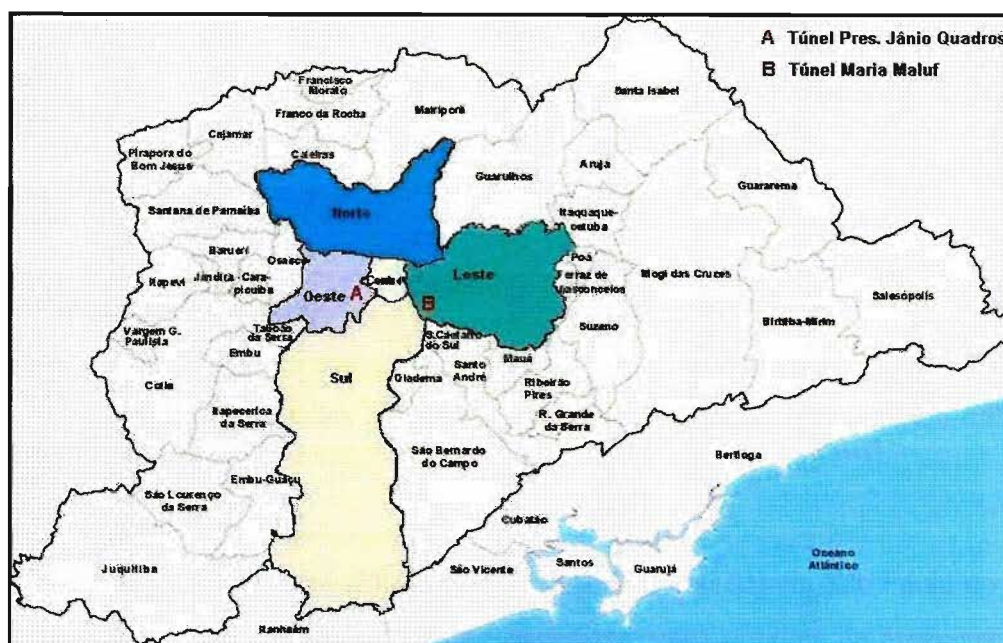 A Túnel Pres. Jânio Quadros
B Túnel Maria Maluf
Francisco
Morato
Franco da Rocha
Mairiporã
Santa Isabel
Cajamar
Caieiras
Pirapora do
Bom Jesus
Guarulhos
Arujá
Guararema
Santana de Parnaíba
Norte
Itaquaque-
cetuba
Barueri
Osasco
Centro
Leste
Poá
Itapevi
Jandira - Cara-
picuíba
Oeste
A
B
Ferraz de
Vasconcelos
Mogi das Cruzes
Salesópolis
Vargem G.
Paulista
Taboão
da Serra
S.Caetano
do Sul
Suzano
Biritiba-Mirim
Embu
Mauá
Cotia
Sul
Diadema
Santo
André
Ribeirão
Pires
Itapecerica
da Serra
R. Grande
da Serra
São Bernardo
do Campo
Bertioga
Embu-Guaçu
São Lourenço
da Serra
Cubatão
Juquitiba
São Vicente
Santos
Guarujá
Oceano
Atlântico
Itanhaém